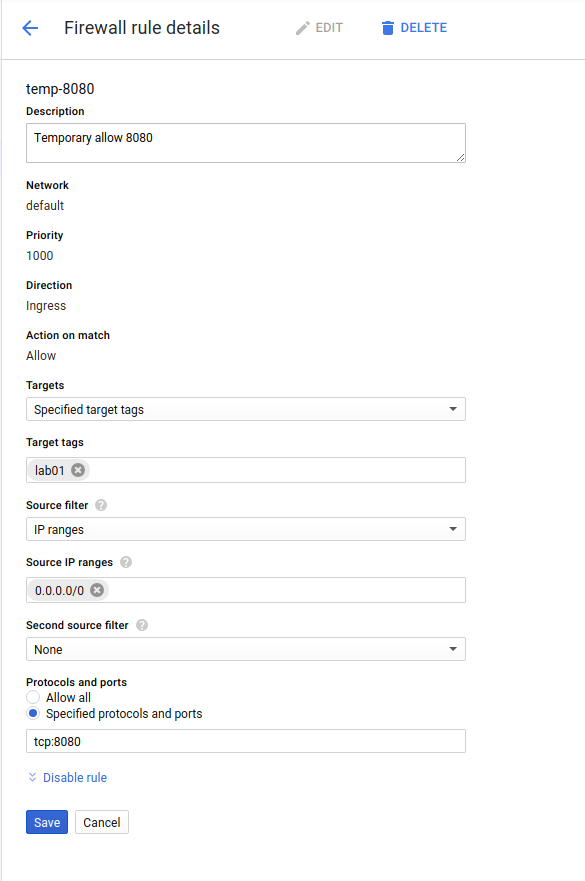 Firewall rule details
EDIT
DELETE
temp-8080
Description
Temporary allow 8080
Network
default
Priority
1000
Direction
Ingress
Action on match
Allow
Targets
Specified target tags
Target tags
lab01
Source filter ?
IP ranges
Source IP ranges ?
0.0.0.0/0
Second source filter ?
None
Protocols and ports
Allow all
Specified protocols and ports
tcp:8080
Disable rule
Save Cancel